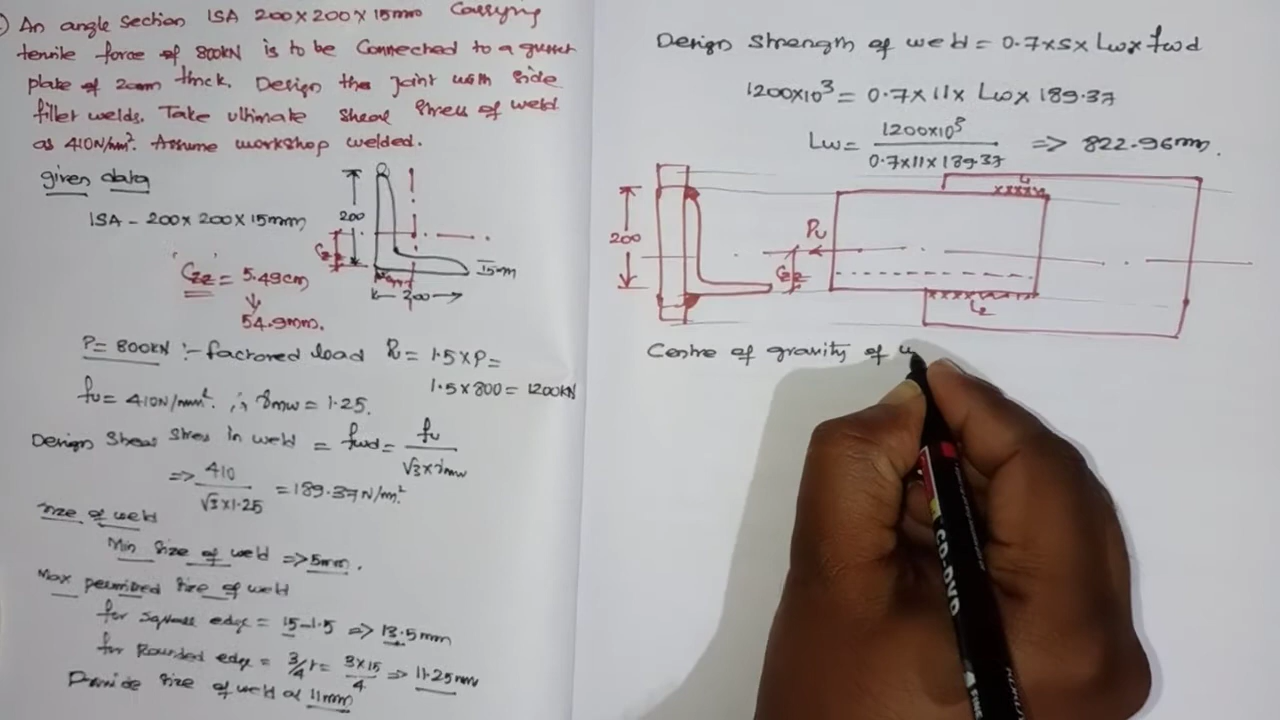 An angle section ISA 200×200×15mm Carrying
tensile force of 800kN is to be Connected to a gusset
plate of 20mm thick. Design the joint with side
fillet welds. Take ultimate shear stress of weld
as 410N/mm². Assume workshop welded.
given data
ISA - 200×200×15mm
Czz = 5.49cm
54.9mm.
200
Czz
15mm
200
P= 800kN :- factored load Pu = 1.5×P=
1.5×800= 1200kN
fu= 410N/mm². ∴ γmw = 1.25.
Design Shear Stress in weld = fwd= fu / √3×γmw
=> 410 / √3×1.25 = 189.37N/mm²
Size of weld
Min size of weld => 5mm.
Max permitted size of weld
for Square edge = 15-1.5 => 13.5mm
for Rounded edge = 3/4 t = 3×15 / 4 => 11.25mm
Provide size of weld as 11mm
Design Strength of weld = 0.7×S×Lw×fwd
1200×10³ = 0.7×11×Lw×189.37
Lw= 1200×10³ / 0.7×11×189.37 => 822.96mm.
200
Pu
Czz
L1
L2
Centre of gravity of w
CD-DVD